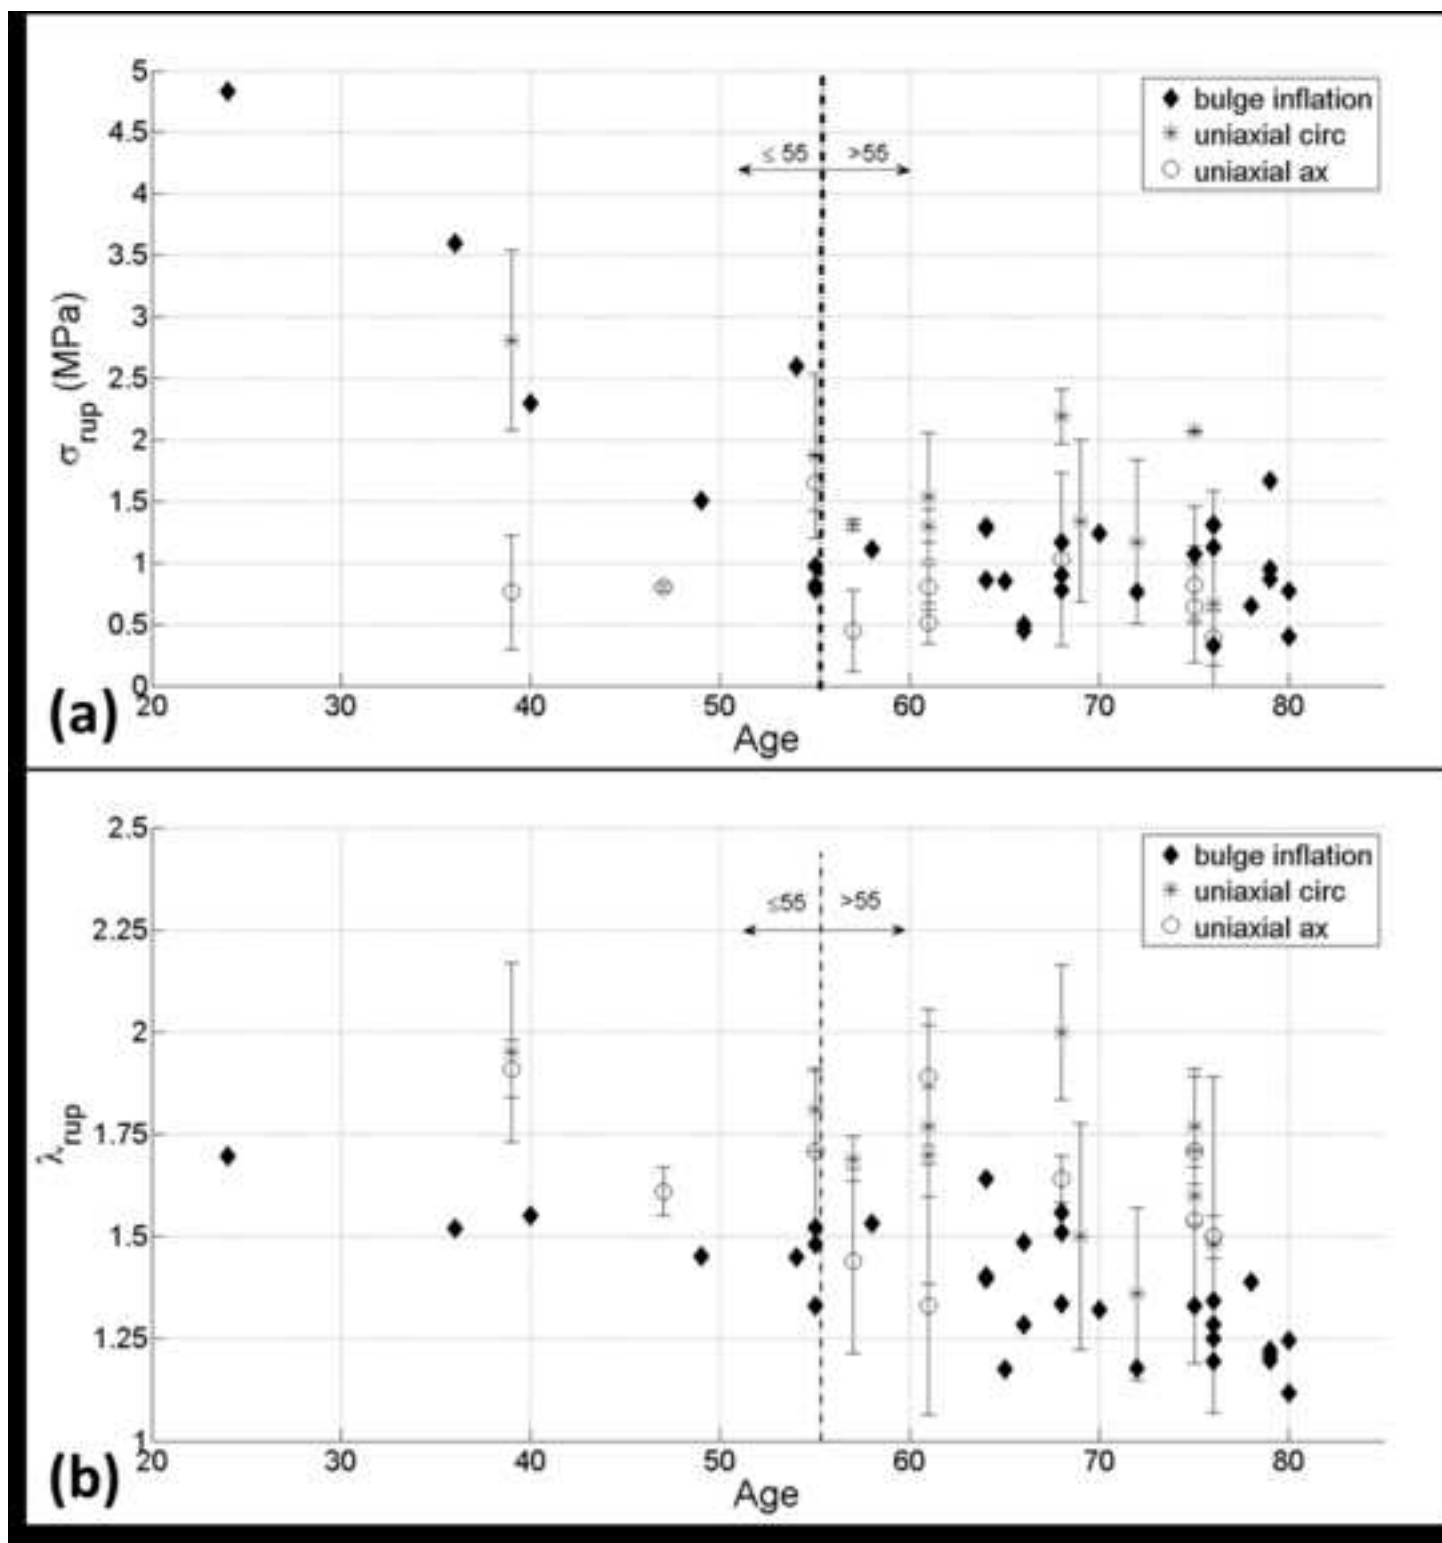 5
4.5
4
3.5
3
2.5
2
1.5
1
0.5
0
σrup (MPa)
≤ 55 >55
bulge inflation
uniaxial circ
uniaxial ax
20 30 40 50 60 70 80
Age
(a)
2.5
2.25
2
1.75
1.5
1.25
1
λrup
≤55 >55
bulge inflation
uniaxial circ
uniaxial ax
20 30 40 50 60 70 80
Age
(b)